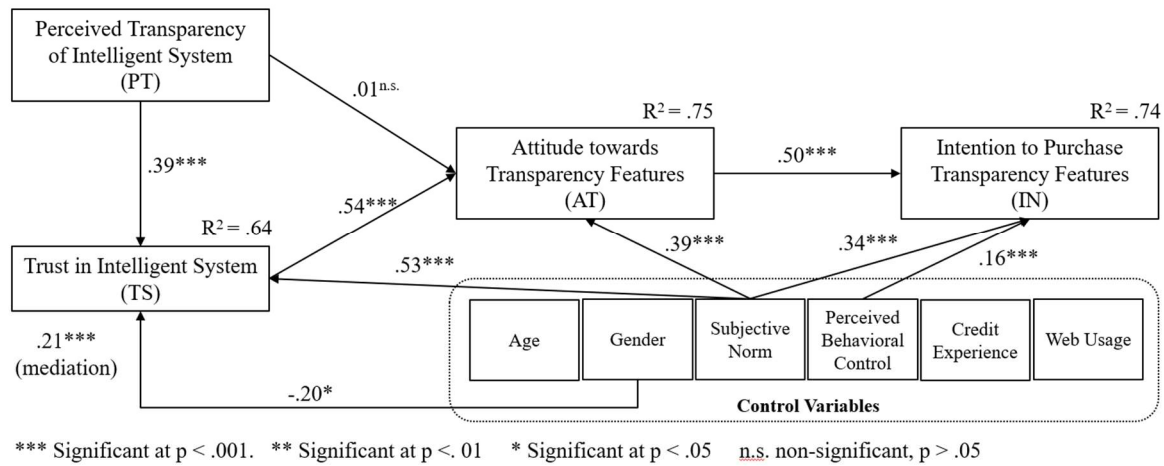 Perceived Transparency
of Intelligent System
(PT)
.01n.s.
R² = .75
R² = .74
Attitude towards
Transparency Features
(AT)
.50***
Intention to Purchase
Transparency Features
(IN)
.39***
.54***
R² = .64
Trust in Intelligent System
(TS)
.53***
.39***
.34***
.16***
.21***
(mediation)
Age
Gender
Subjective
Norm
Perceived
Behavioral
Control
Credit
Experience
Web Usage
-.20*
Control Variables
*** Significant at p < .001. ** Significant at p <. 01 * Significant at p < .05 n.s. non-significant, p > .05